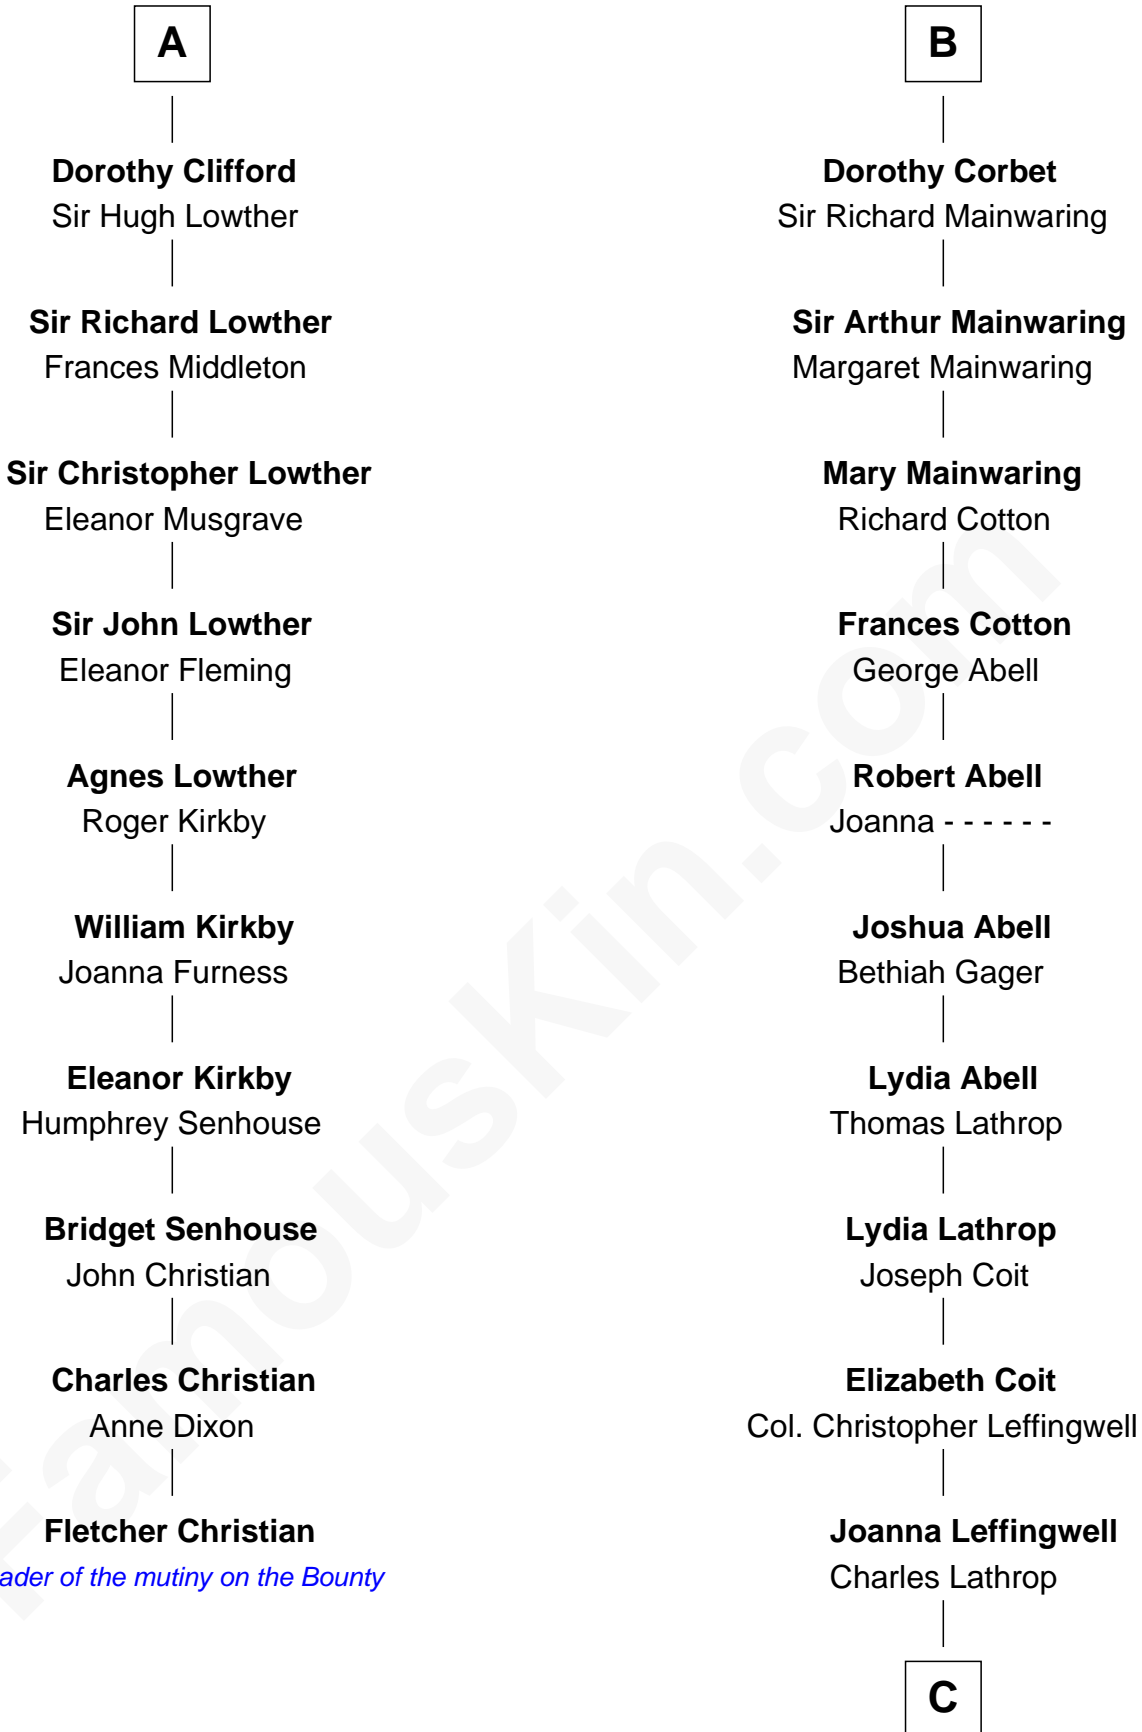 A
Dorothy Clifford
Sir Hugh Lowther
Sir Richard Lowther
Frances Middleton
Sir Christopher Lowther
Eleanor Musgrave
Sir John Lowther
Eleanor Fleming
Agnes Lowther
Roger Kirkby
William Kirkby
Joanna Furness
Eleanor Kirkby
Humphrey Senhouse
Bridget Senhouse
John Christian
Charles Christian
Anne Dixon
Fletcher Christian
ader of the mutiny on the Bounty
B
Dorothy Corbet
Sir Richard Mainwaring
Sir Arthur Mainwaring
Margaret Mainwaring
Mary Mainwaring
Richard Cotton
Frances Cotton
George Abell
Robert Abell
Joanna - - - - - -
Joshua Abell
Bethiah Gager
Lydia Abell
Thomas Lathrop
Lydia Lathrop
Joseph Coit
Elizabeth Coit
Col. Christopher Leffingwell
Joanna Leffingwell
Charles Lathrop
C
FamousKin.com